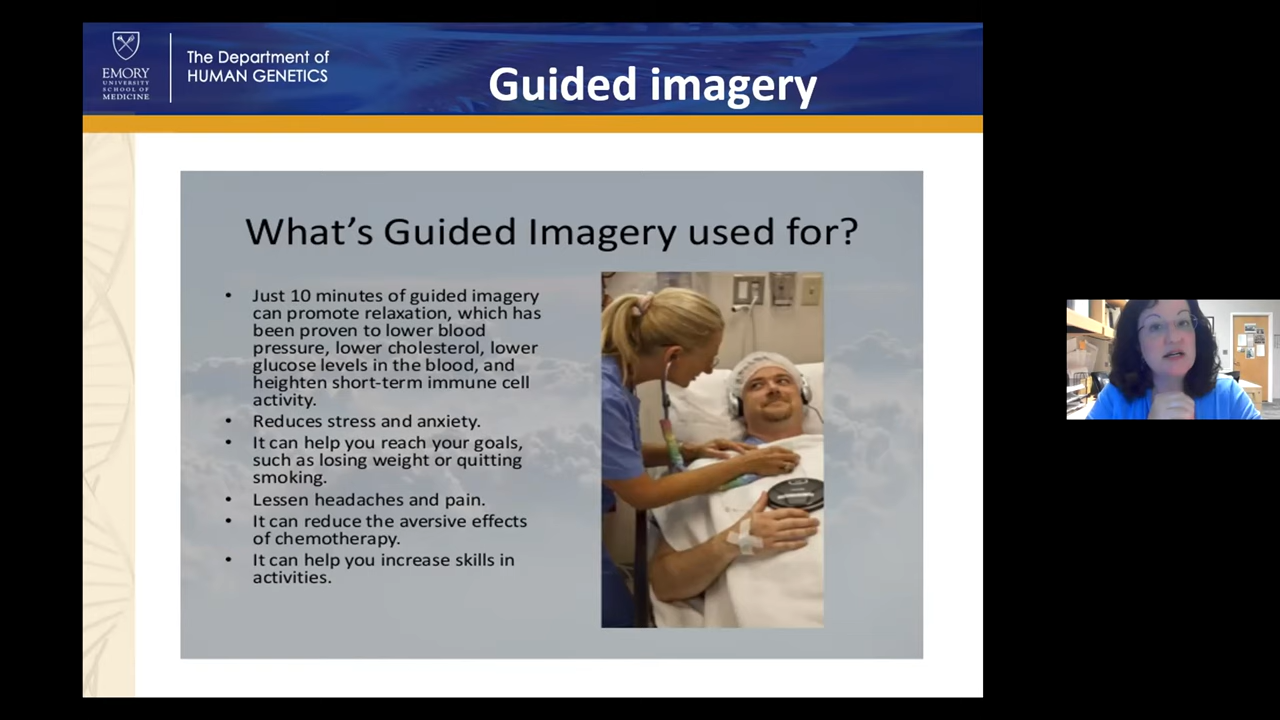 EMORY
UNIVERSITY
SCHOOL OF
MEDICINE
The Department of
HUMAN GENETICS
Guided imagery
What's Guided Imagery used for?
• Just 10 minutes of guided imagery
can promote relaxation, which has
been proven to lower blood
pressure, lower cholesterol, lower
glucose levels in the blood, and
heighten short-term immune cell
activity.
• Reduces stress and anxiety.
• It can help you reach your goals,
such as losing weight or quitting
smoking.
• Lessen headaches and pain.
• It can reduce the aversive effects
of chemotherapy.
• It can help you increase skills in
activities.